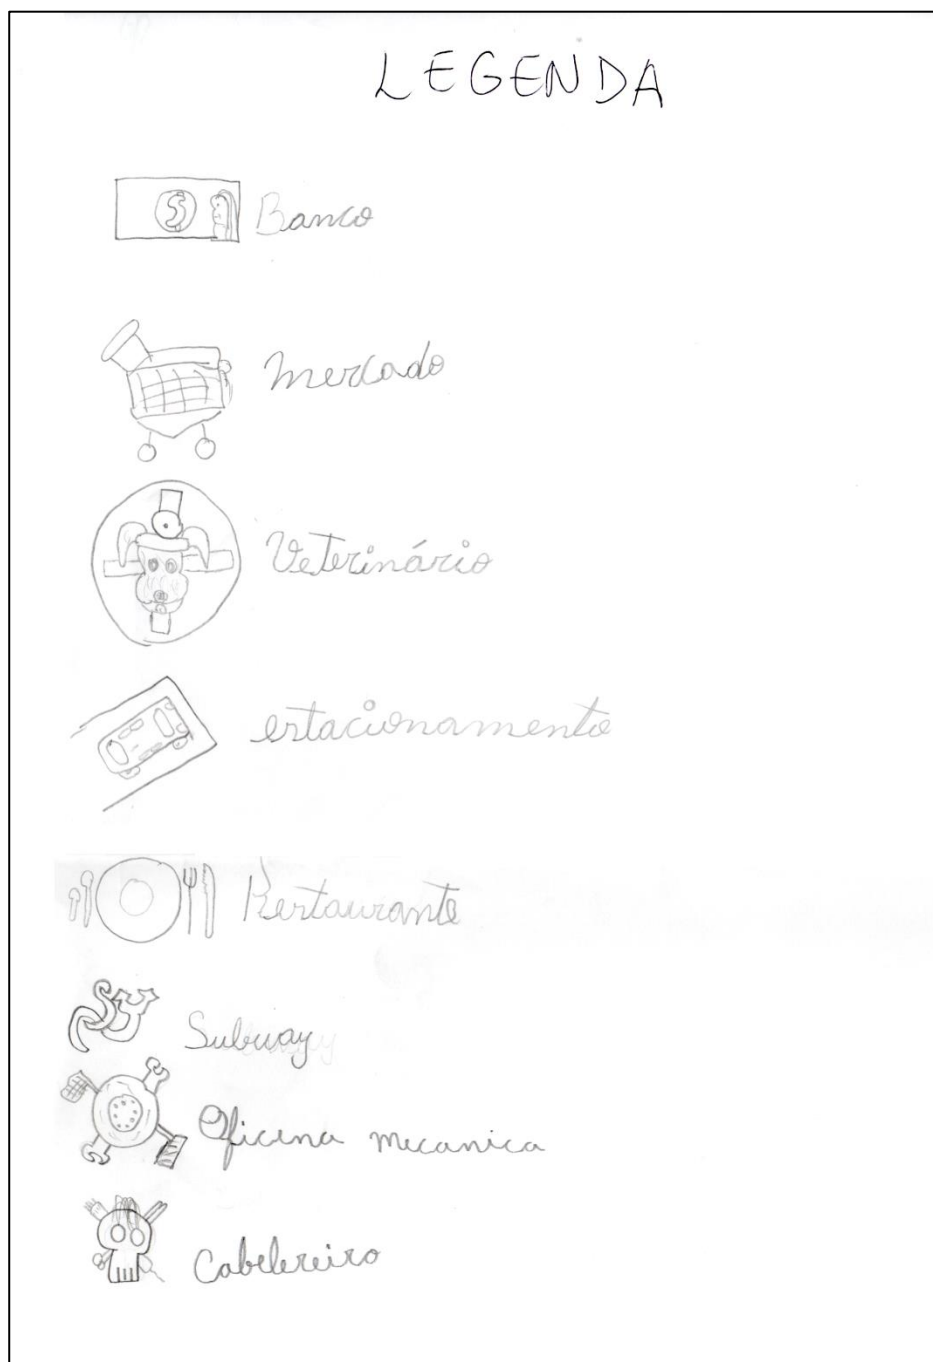 LEGENDA
$ Banco
mercado
Veterinário
estacionamento
Restaurante
Subway
Oficina mecanica
Cabelereiro